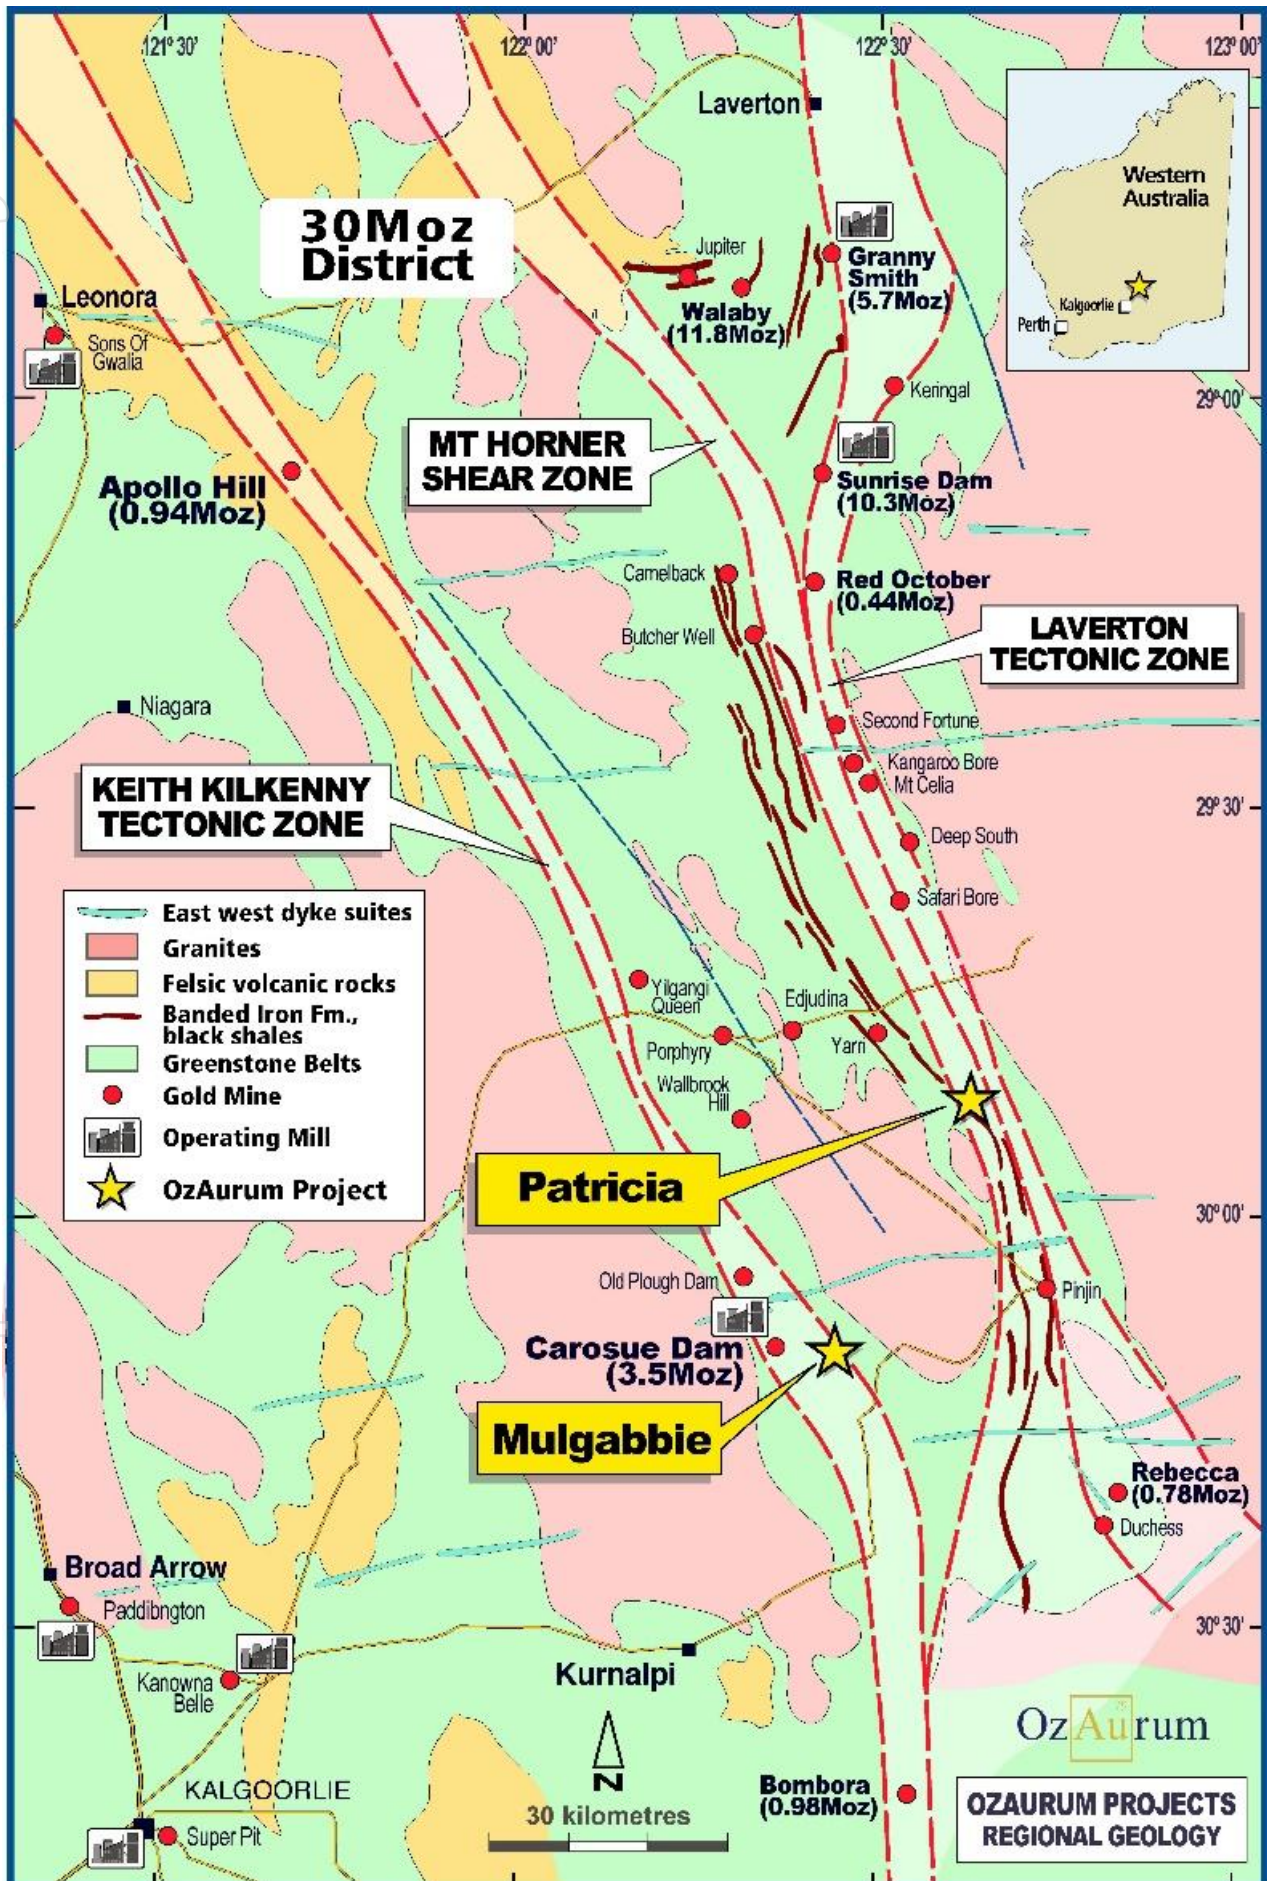 121° 30'
122° 00'
122° 30'
123° 00'
Laverton
Western
Australia
Kalgoorlie
Perth
30Moz
District
Jupiter
Granny
Smith
(5.7Moz)
Walaby
(11.8Moz)
Leonora
Sons Of
Gwalia
Keringal
29° 00'
MT HORNER
SHEAR ZONE
Apollo Hill
(0.94Moz)
Sunrise Dam
(10.3Moz)
Camelback
Red October
(0.44Moz)
Butcher Well
LAVERTON
TECTONIC ZONE
Niagara
Second Fortune
Kangaroo Bore
Mt Celia
KEITH KILKENNY
TECTONIC ZONE
29° 30'
Deep South
Safari Bore
East west dyke suites
Granites
Felsic volcanic rocks
Banded Iron Fm.,
black shales
Greenstone Belts
Gold Mine
Operating Mill
OzAurum Project
Yilgangi
Queen
Edjudina
Porphyry
Yarri
Wallbrook
Hill
Patricia
30° 00'
Old Plough Dam
Pinjin
Carosue Dam
(3.5Moz)
Mulgabbie
Rebecca
(0.78Moz)
Duchess
Broad Arrow
Paddibngton
30° 30'
Kanowna
Belle
Kurnalpi
N
30 kilometres
KALGOORLIE
Super Pit
Bombora
(0.98Moz)
OzAurum
OZAURUM PROJECTS
REGIONAL GEOLOGY